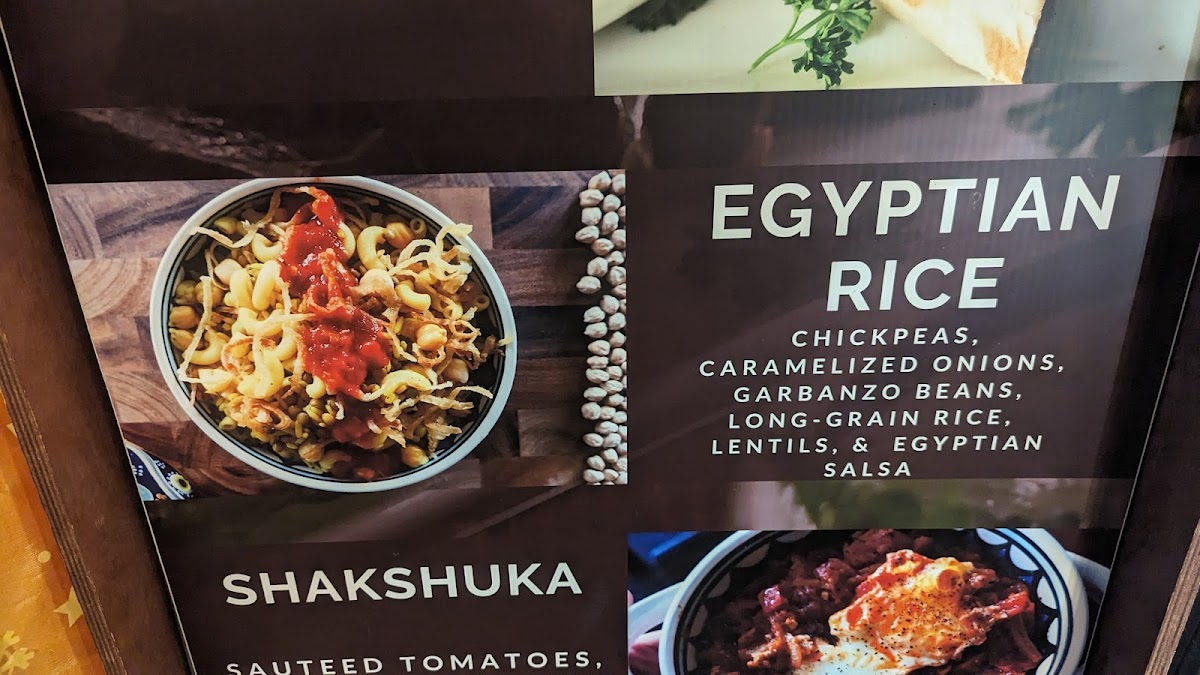 EGYPTIAN
RICE
CHICKPEAS,
CARAMELIZED ONIONS,
GARBANZO BEANS,
LONG-GRAIN RICE,
LENTILS, & EGYPTIAN
SALSA
SHAKSHUKA
SAUTEED TOMATOES,